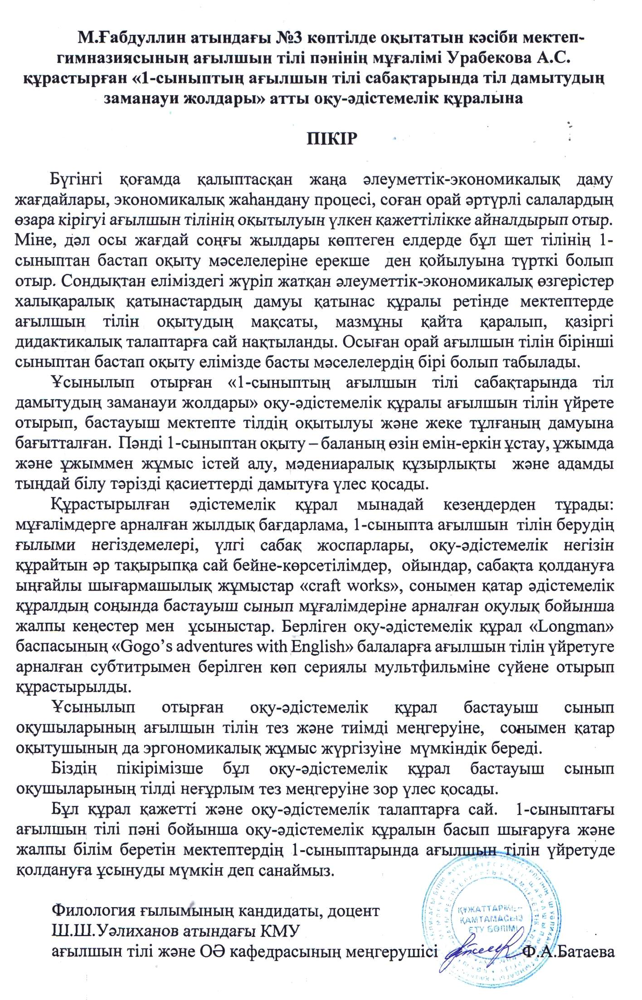 М.Ғабдуллин атындағы №3 көптілде оқытатын кәсіби мектеп-
гимназиясының ағылшын тілі пәнінің мұғалімі Урабекова А.С.
құрастырған «1-сыныптың ағылшын тілі сабақтарында тіл дамытудың
заманауи жолдары» атты оқу-әдістемелік құралына
ПІКІР
Бүгінгі қоғамда қалыптасқан жаңа әлеуметтік-экономикалық даму
жағдайлары, экономикалық жаһандану процесі, соған орай әртүрлі салалардың
өзара кірігуі ағылшын тілінің оқытылуын үлкен қажеттілікке айналдырып отыр.
Міне, дәл осы жағдай соңғы жылдары көптеген елдерде бұл шет тілінің 1-
сыныптан бастап оқыту мәселелеріне ерекше ден қойылуына түрткі болып
отыр. Сондықтан еліміздегі жүріп жатқан әлеуметтік-экономикалық өзгерістер
халықаралық қатынастардың дамуы қатынас құралы ретінде мектептерде
ағылшын тілін оқытудың мақсаты, мазмұны қайта қаралып, қазіргі
дидактикалық талаптарға сай нақтыланды. Осыған орай ағылшын тілін бірінші
сыныптан бастап оқыту елімізде басты мәселелердің бірі болып табылады.
Ұсынылып отырған «1-сыныптың ағылшын тілі сабақтарында тіл
дамытудың заманауи жолдары» оқу-әдістемелік құралы ағылшын тілін үйрете
отырып, бастауыш мектепте тілдің оқытылуы және жеке тұлғаның дамуына
бағытталған. Пәнді 1-сыныптан оқыту – баланың өзін емін-еркін ұстау, ұжымда
және ұжыммен жұмыс істей алу, мәдениаралық құзырлықты және адамды
тыңдай білу тәрізді қасиеттерді дамытуға үлес қосады.
Құрастырылған әдістемелік құрал мынадай кезеңдерден тұрады:
мұғалімдерге арналған жылдық бағдарлама, 1-сыныпта ағылшын тілін берудің
ғылыми негіздемелері, үлгі сабақ жоспарлары, оқу-әдістемелік негізін
құрайтын әр тақырыпқа сай бейне-көрсетілімдер, ойындар, сабақта қолдануға
ыңғайлы шығармашылық жұмыстар «craft works», сонымен қатар әдістемелік
құралдың соңында бастауыш сынып мұғалімдеріне арналған оқулық бойынша
жалпы кеңестер мен ұсыныстар. Берліген оқу-әдістемелік құрал «Longman»
баспасының «Gogo’s adventures with English» балаларға ағылшын тілін үйретуге
арналған субтитрымен берілген көп сериялы мультфильміне сүйене отырып
құрастырылды.
Ұсынылып отырған оқу-әдістемелік құрал бастауыш сынып
оқушыларының ағылшын тілін тез және тиімді меңгеруіне, сонымен қатар
оқытушының да эргономикалық жұмыс жүргізуіне мүмкіндік береді.
Біздің пікірімізше бұл оқу-әдістемелік құрал бастауыш сынып
оқушыларының тілді неғұрлым тез меңгеруіне зор үлес қосады.
Бұл құрал қажетті және оқу-әдістемелік талаптарға сай. 1-сыныптағы
ағылшын тілі пәні бойынша оқу-әдістемелік құралын басып шығаруға және
жалпы білім беретін мектептердің 1-сыныптарында ағылшын тілін үйретуде
қолдануға ұсынуды мүмкін деп санаймыз.
ҚҰЖАТТАРМЕН
ҚАМТАМАСЫЗ
ЕТУ БӨЛІМІ
Филология ғылымының кандидаты, доцент
Ш.Ш.Уәлиханов атындағы КМУ
ағылшын тілі және ОӘ кафедрасының меңгерушісі Ф.А.Батаева